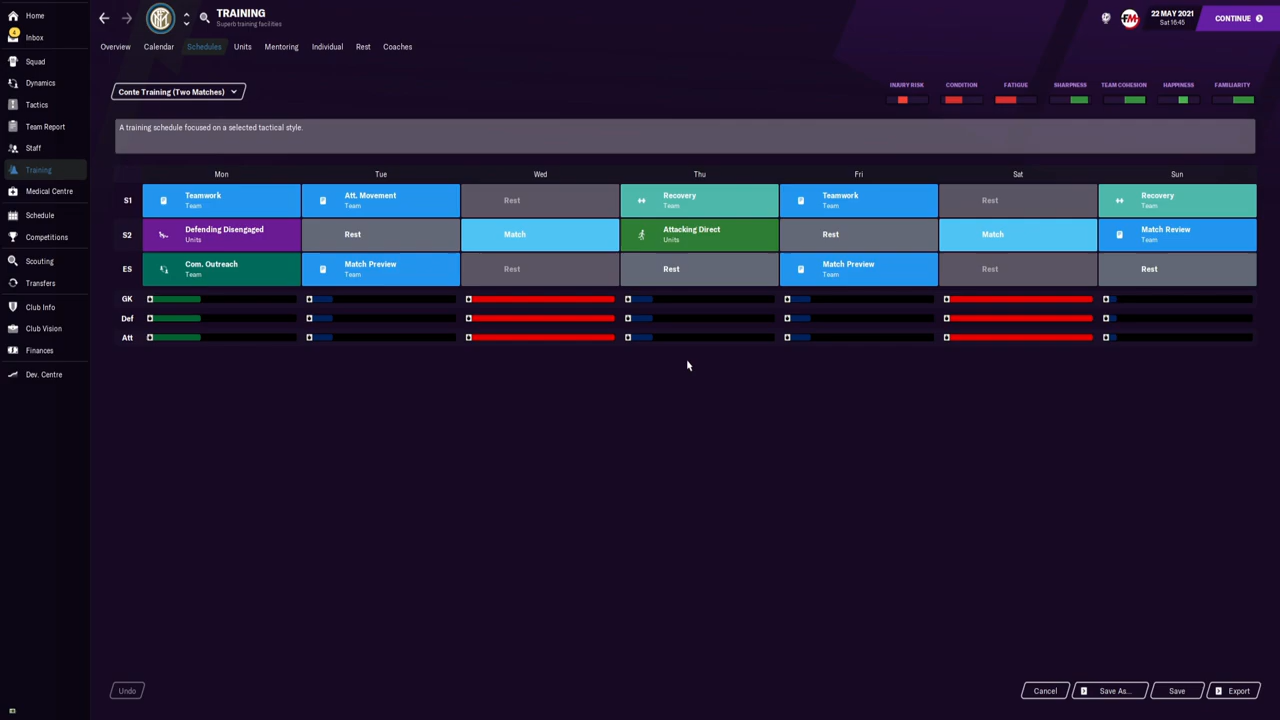 Home
TRAINING
Superb training facilities
FM
22 MAY 2021
Sat 16:45
CONTINUE
4
Inbox
Overview
Calendar
Schedules
Units
Mentoring
Individual
Rest
Coaches
Squad
Dynamics
Tactics
Team Report
Staff
Training
Medical Centre
Schedule
Competitions
Scouting
Transfers
Club Info
Club Vision
Finances
Dev. Centre
Conte Training (Two Matches)
INJURY RISK
CONDITION
FATIGUE
SHARPNESS
TEAM COHESION
HAPPINESS
FAMILIARITY
A training schedule focused on a selected tactical style.
Mon
Tue
Wed
Thu
Fri
Sat
Sun
S1
Teamwork
Team
Att. Movement
Team
Rest
Recovery
Team
Teamwork
Team
Rest
Recovery
Team
S2
Defending Disengaged
Units
Rest
Match
Attacking Direct
Units
Rest
Match
Match Review
Team
ES
Com. Outreach
Team
Match Preview
Team
Rest
Rest
Match Preview
Team
Rest
Rest
GK
Def
Att
Undo
Cancel
Save As...
Save
Export